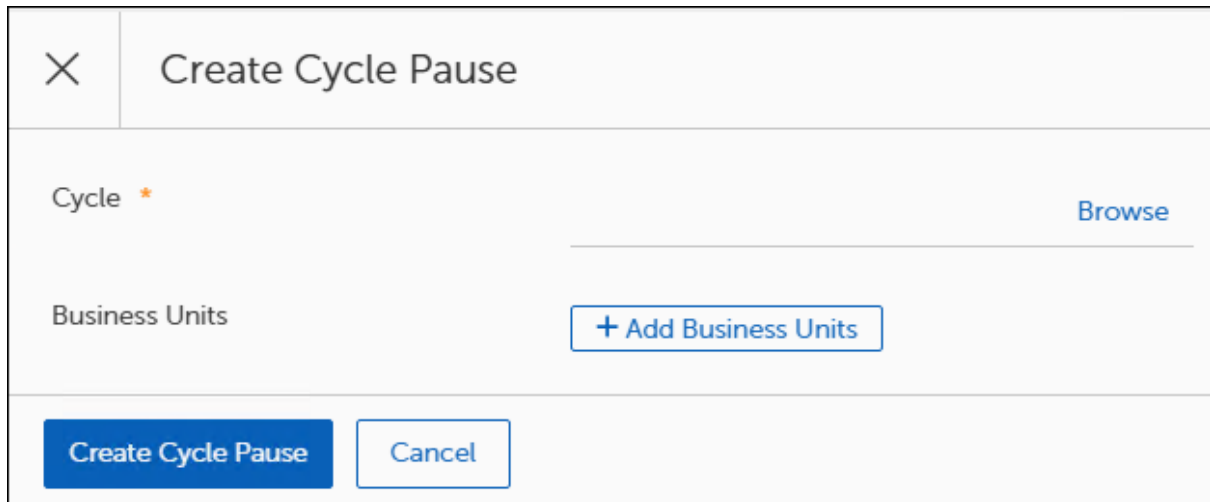 Create Cycle Pause
Cycle *
Browse
Business Units
+ Add Business Units
Create Cycle Pause
Cancel